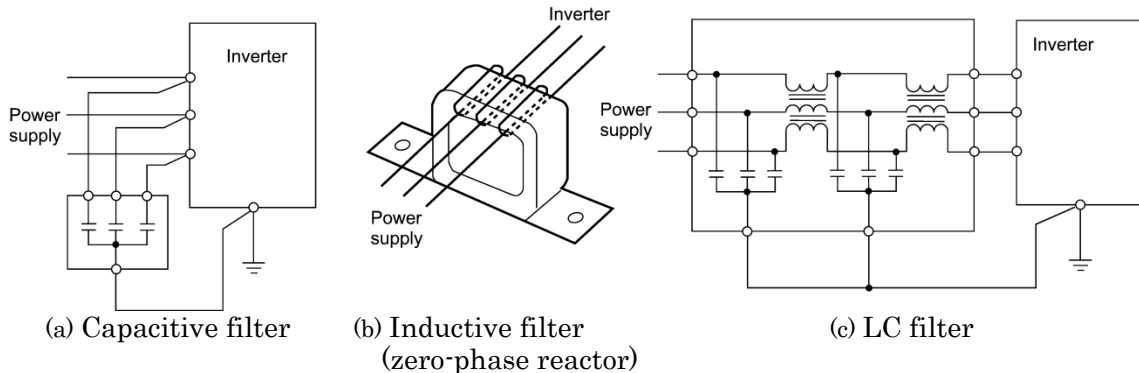 Inverter
Power
supply
(a) Capacitive filter
Inverter
Power
supply
(b) Inductive filter
(zero-phase reactor)
Inverter
Power
supply
(c) LC filter